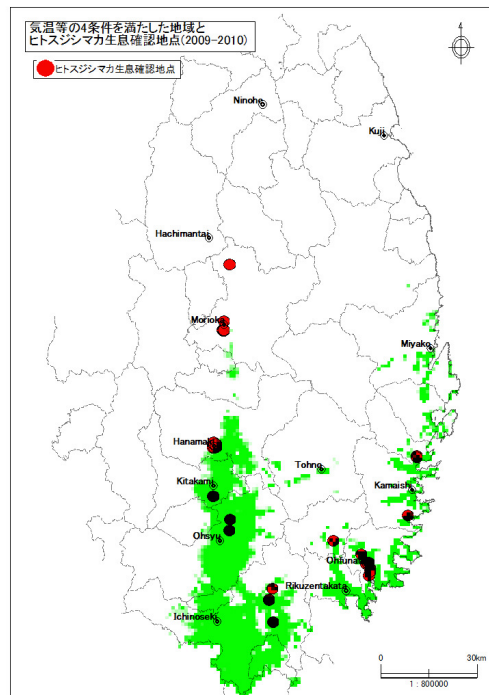 気温等の4条件を満たした地域と
ヒトスジシマカ生息確認地点(2009-2010)
ヒトスジシマカ生息確認地点
4
Ninohe
Kuji
Hachimantai
Morioka
Miyako
Hanamaki
Tohno
Kitakami
Kamaishi
Ohsyu
Ofuna
Rikuzentakata
Ichinoseki
0 30km
1 : 800000